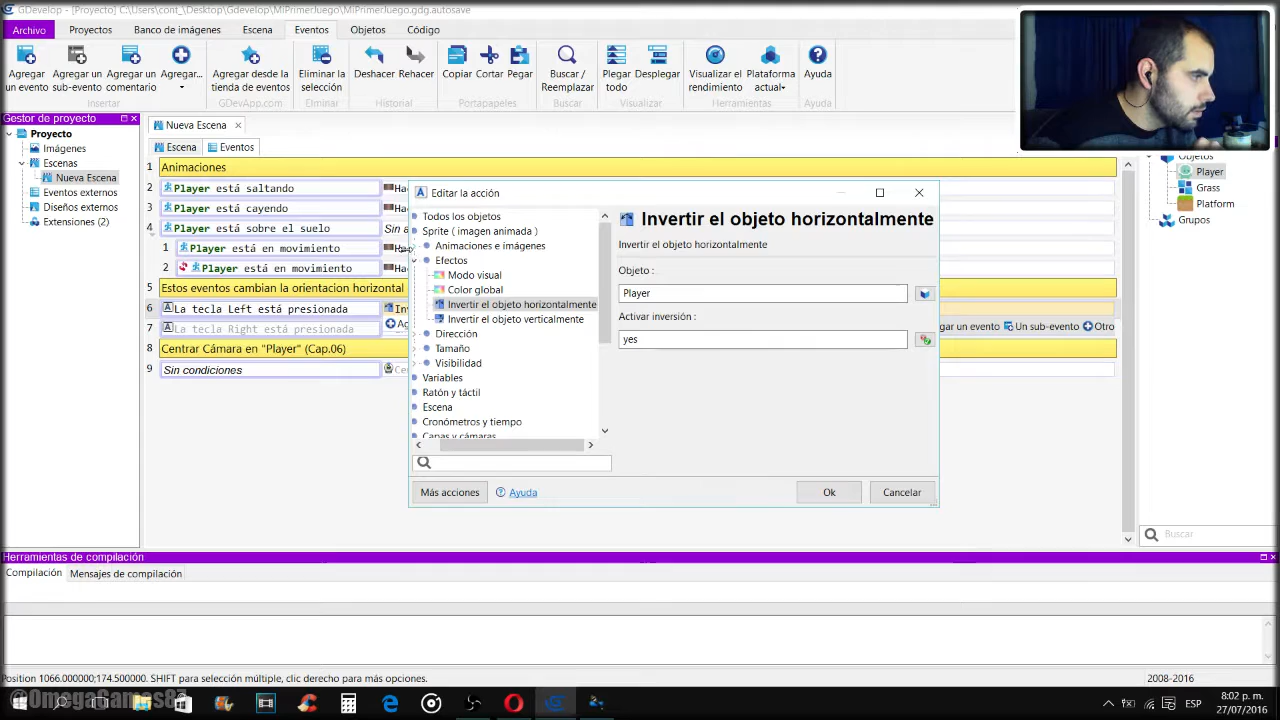 GDevelop - [Proyecto] C:\Users\cont_\Desktop\Gdevelop\MiPrimerJuego\MiPrimerJuego.gdg.autosave
Archivo Proyectos Banco de imágenes Escena Eventos Objetos Código
Agregar un evento
Agregar un sub-evento
Agregar un comentario
Agregar...
Agregar desde la tienda de eventos
Eliminar la selección
Deshacer
Rehacer
Copiar
Cortar
Pegar
Buscar / Reemplazar
Plegar todo
Desplegar
Visualizar el rendimiento
Plataforma actual
Ayuda
Insertar GDevApp.com Eliminar Historial Portapapeles Buscar Visualizar Herramientas Ayuda
Gestor de proyecto
Proyecto
Imágenes
Escenas
Nueva Escena
Eventos externos
Diseños externos
Extensiones (2)
Nueva Escena
Escena Eventos
1 Animaciones
2 Player está saltando
3 Player está cayendo
4 Player está sobre el suelo Sin a
1 Player está en movimiento
2 Player está en movimiento
5 Estos eventos cambian la orientacion horizontal
6 La tecla Left está presionada
7 La tecla Right está presionada
gar un evento Un sub-evento Otro
8 Centrar Cámara en "Player" (Cap.06)
9 Sin condiciones
Editar la acción
Todos los objetos
Sprite ( imagen animada )
Animaciones e imágenes
Efectos
Modo visual
Color global
Invertir el objeto horizontalmente
Invertir el objeto verticalmente
Dirección
Tamaño
Visibilidad
Variables
Ratón y táctil
Escena
Cronómetros y tiempo
Capas y cámaras
Invertir el objeto horizontalmente
Invertir el objeto horizontalmente
Objeto :
Player
Activar inversión :
yes
Más acciones Ayuda Ok Cancelar
Objetos
Player
Grass
Platform
Grupos
Buscar
Herramientas de compilación
Compilación Mensajes de compilación
Position 1066.000000;174.500000. SHIFT para selección múltiple, clic derecho para más opciones.
2008-2016
@OmegaGames87
ESP
8:02 p. m.
27/07/2016